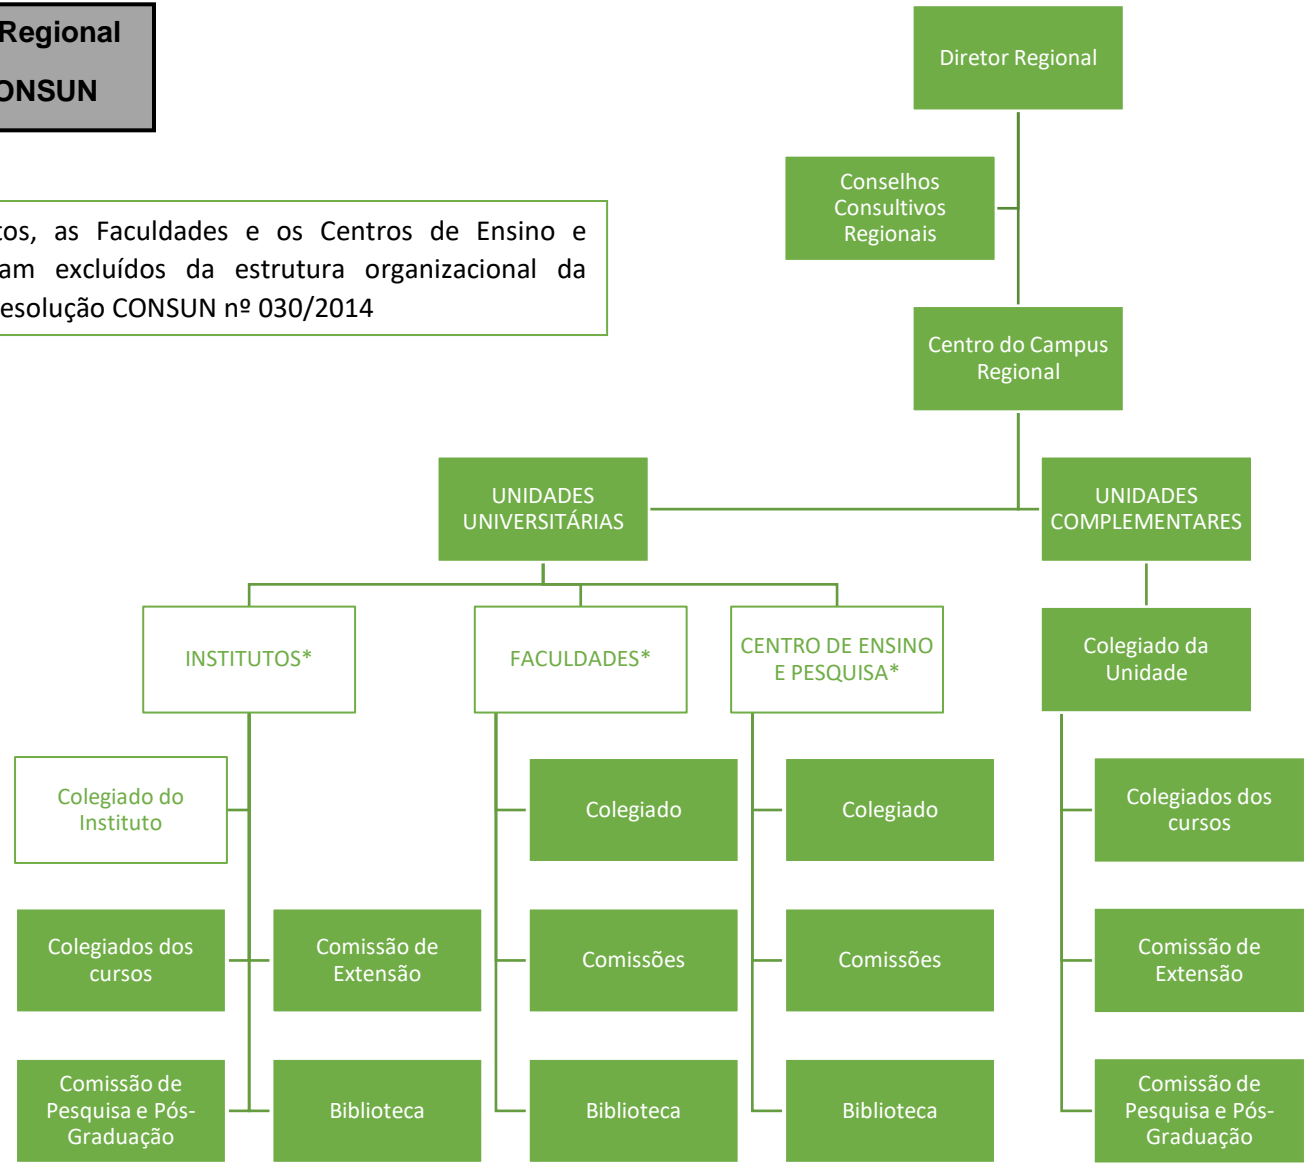 Regional
ONSUN
Diretor Regional
Conselhos
Consultivos
Regionais
tos, as Faculdades e os Centros de Ensino e
am excluídos da estrutura organizacional da
esolução CONSUN nº 030/2014
Centro do Campus
Regional
UNIDADES
UNIVERSITÁRIAS
UNIDADES
COMPLEMENTARES
INSTITUTOS*
FACULDADES*
CENTRO DE ENSINO
E PESQUISA*
Colegiado da
Unidade
Colegiado do
Instituto
Colegiado
Colegiado
Colegiados dos
cursos
Colegiados dos
cursos
Comissão de
Extensão
Comissões
Comissões
Comissão de
Extensão
Comissão de
Pesquisa e Pós-
Graduação
Biblioteca
Biblioteca
Biblioteca
Comissão de
Pesquisa e Pós-
Graduação